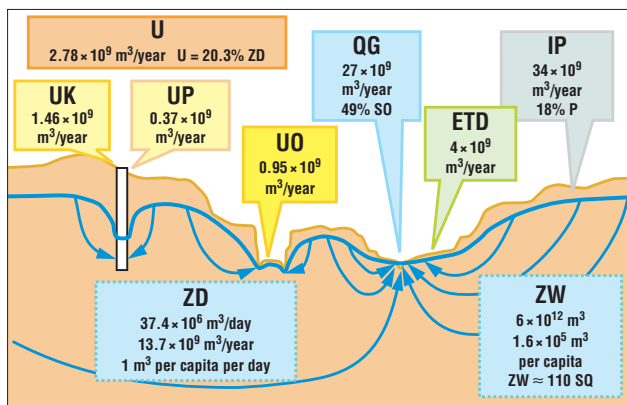 U
2.78 × 10⁹ m³/year U = 20.3% ZD
UK
1.46 × 10⁹
m³/year
UP
0.37 × 10⁹
m³/year
UO
0.95 × 10⁹
m³/year
QG
27 × 10⁹
m³/year
49% SQ
ETD
4 × 10⁹
m³/year
IP
34 × 10⁹
m³/year
18% P
ZD
37.4 × 10⁶ m³/day
13.7 × 10⁹ m³/year
1 m³ per capita per day
ZW
6 × 10¹² m³
1.6 × 10⁵ m³
per capita
ZW ≈ 110 SQ